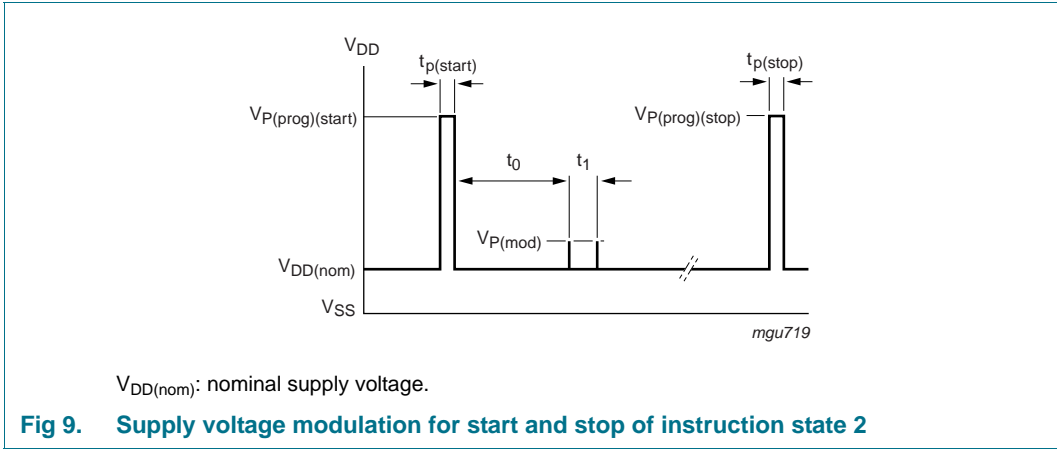 VDD
tp(start)
tp(stop)
VP(prog)(start)
VP(prog)(stop)
t0
t1
VP(mod)
VDD(nom)
VSS
mgu719
VDD(nom): nominal supply voltage.
Fig 9. Supply voltage modulation for start and stop of instruction state 2